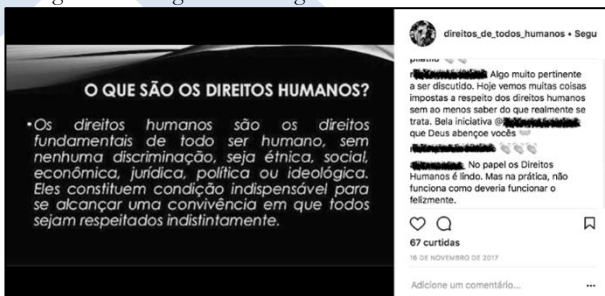 direitos_de_todos_humanos • Segu
O QUE SÃO OS DIREITOS HUMANOS?
•Os direitos humanos são os direitos
fundamentais de todo ser humano, sem
nenhuma discriminação, seja étnica, social,
econômica, jurídica, política ou ideológica.
Eles constituem condição indispensável para
se alcançar uma convivência em que todos
sejam respeitados indistintamente.
Algo muito pertinente
a ser discutido. Hoje vemos muitas coisas
impostas a respeito dos direitos humanos
sem ao menos saber do que realmente se
trata. Bela iniciativa @
que Deus abençoe vocês
No papel os Direitos
Humanos é lindo. Mas na prática, não
funciona como deveria funcionar o
felizmente.
67 curtidas
16 DE NOVEMBRO DE 2017
Adicione um comentário...